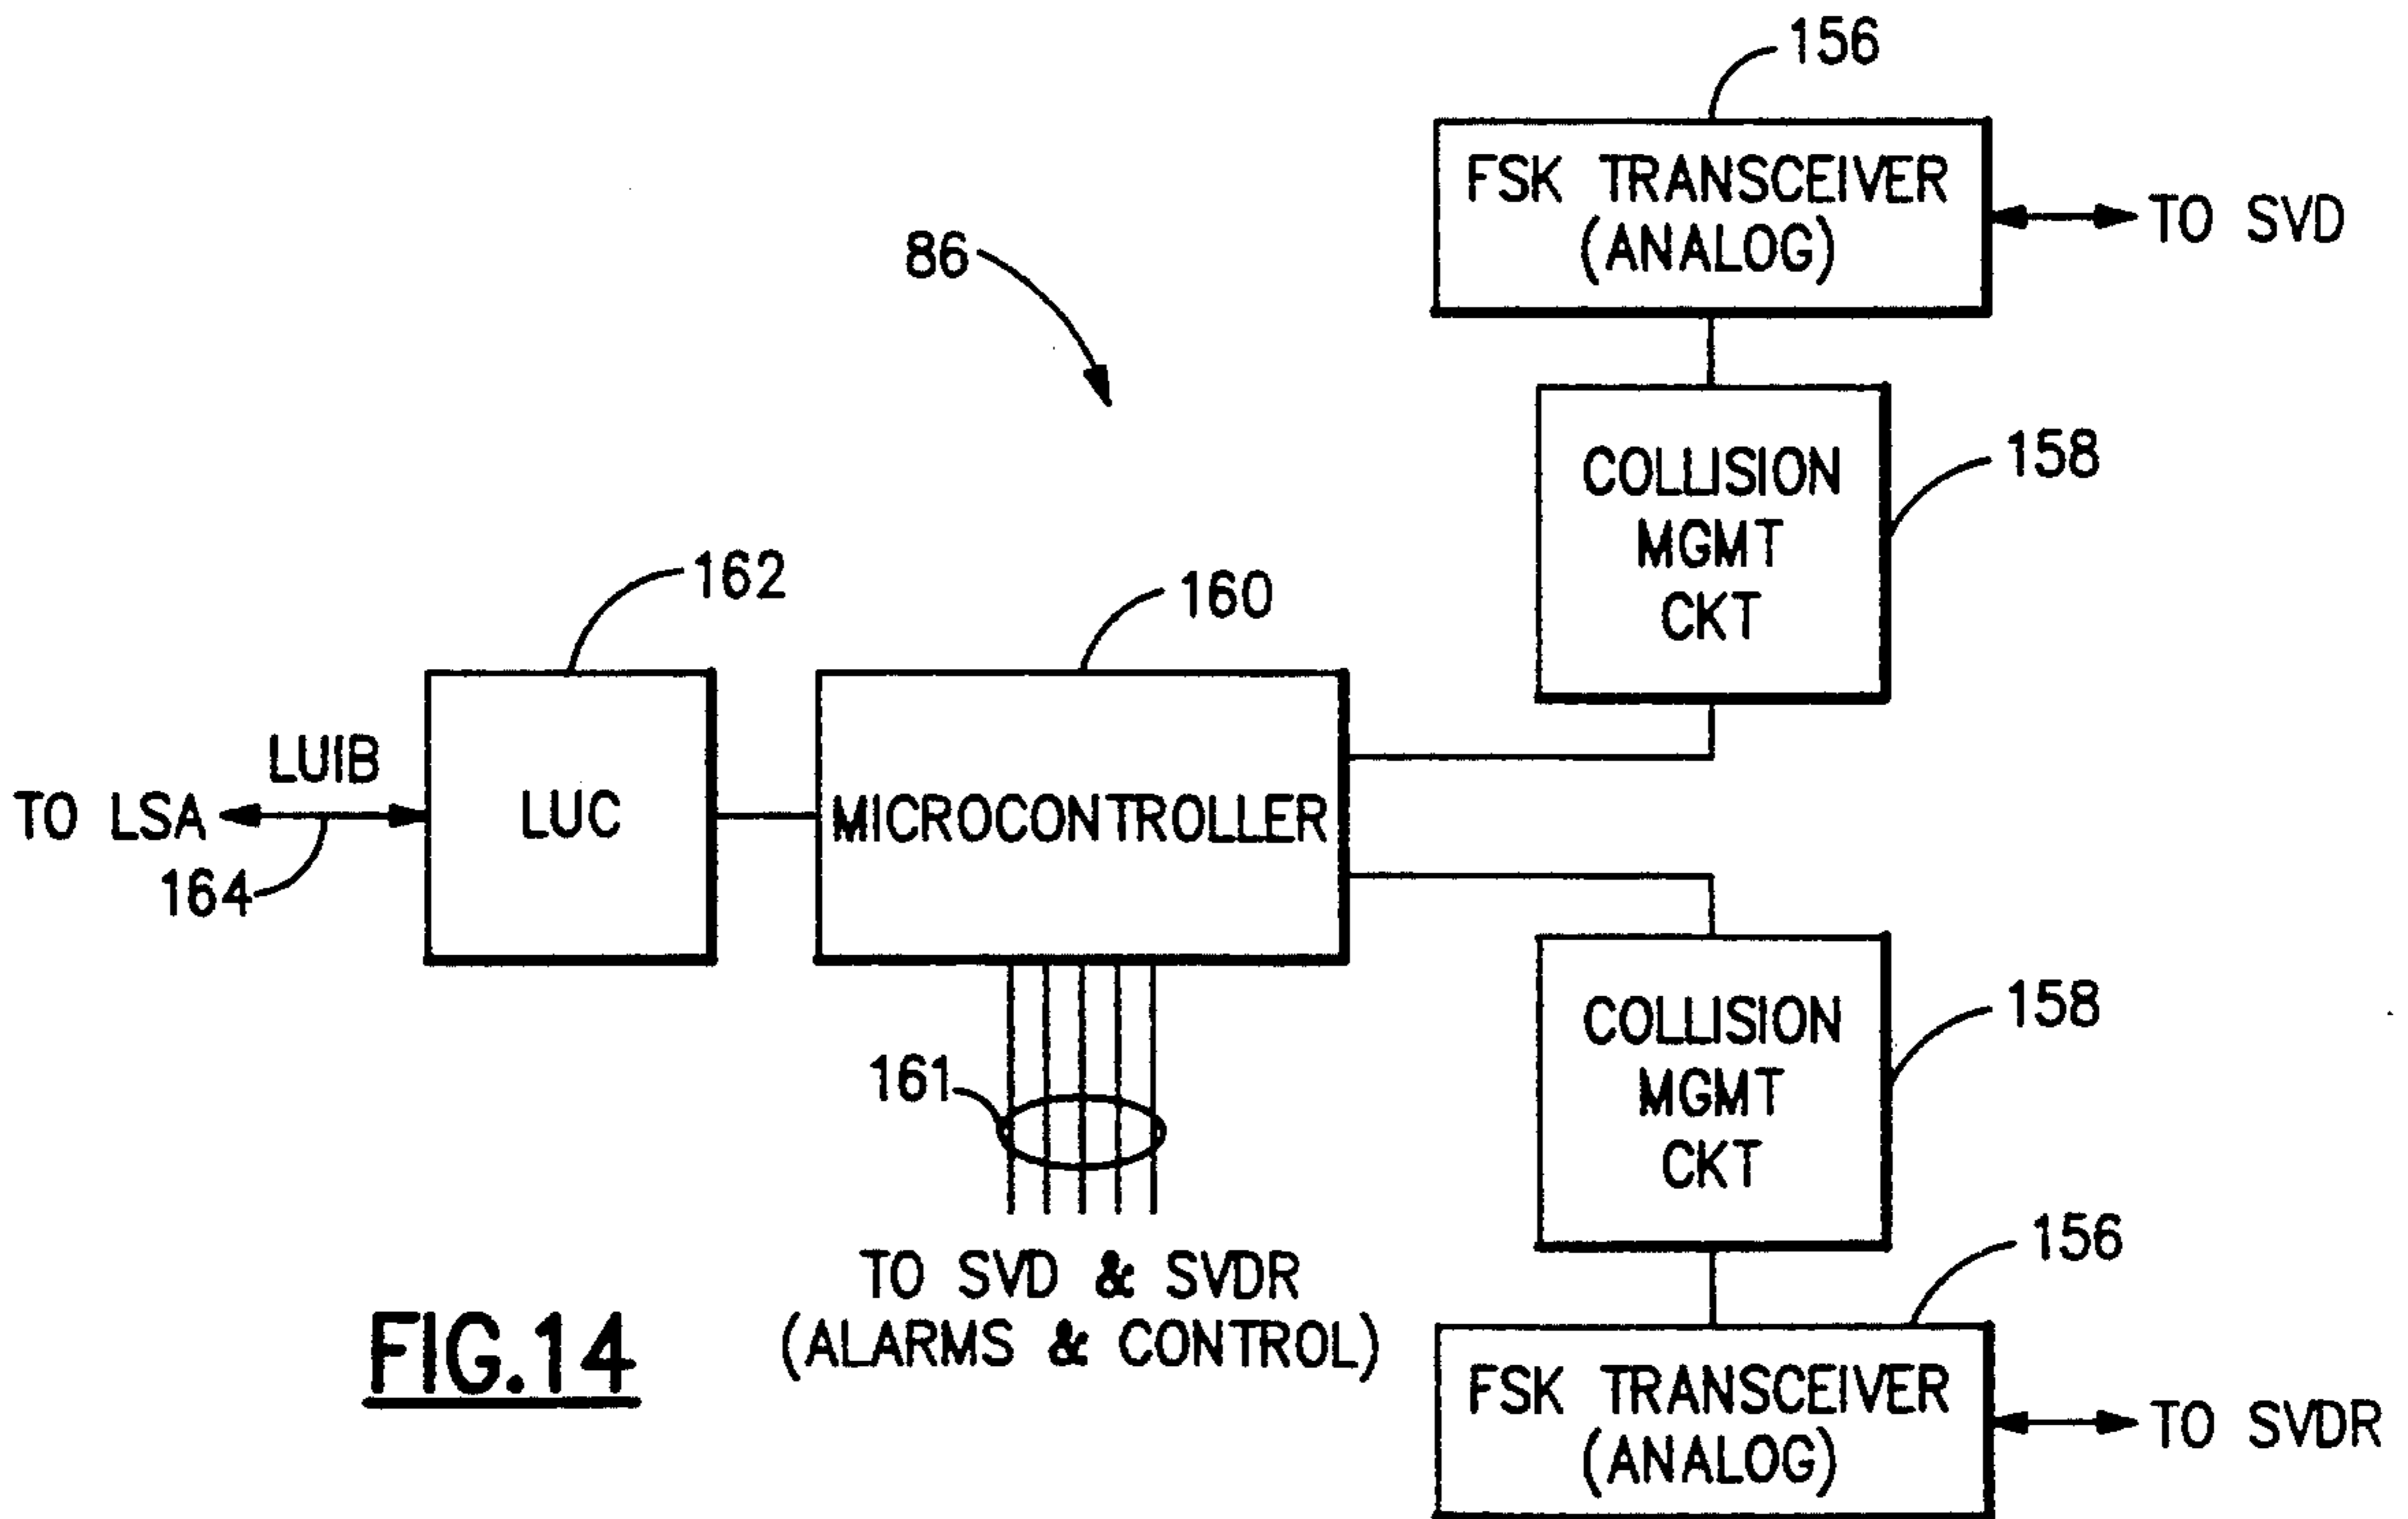 156
FSK TRANSCEIVER
(ANALOG)
TO SVD
86
COLLISION
MGMT
CKT
158
162
160
LUIB
TO LSA
LUC
MICROCONTROLLER
164
161
COLLISION
MGMT
CKT
158
TO SVD & SVDR
(ALARMS & CONTROL)
156
FSK TRANSCEIVER
(ANALOG)
TO SVDR
FIG.14